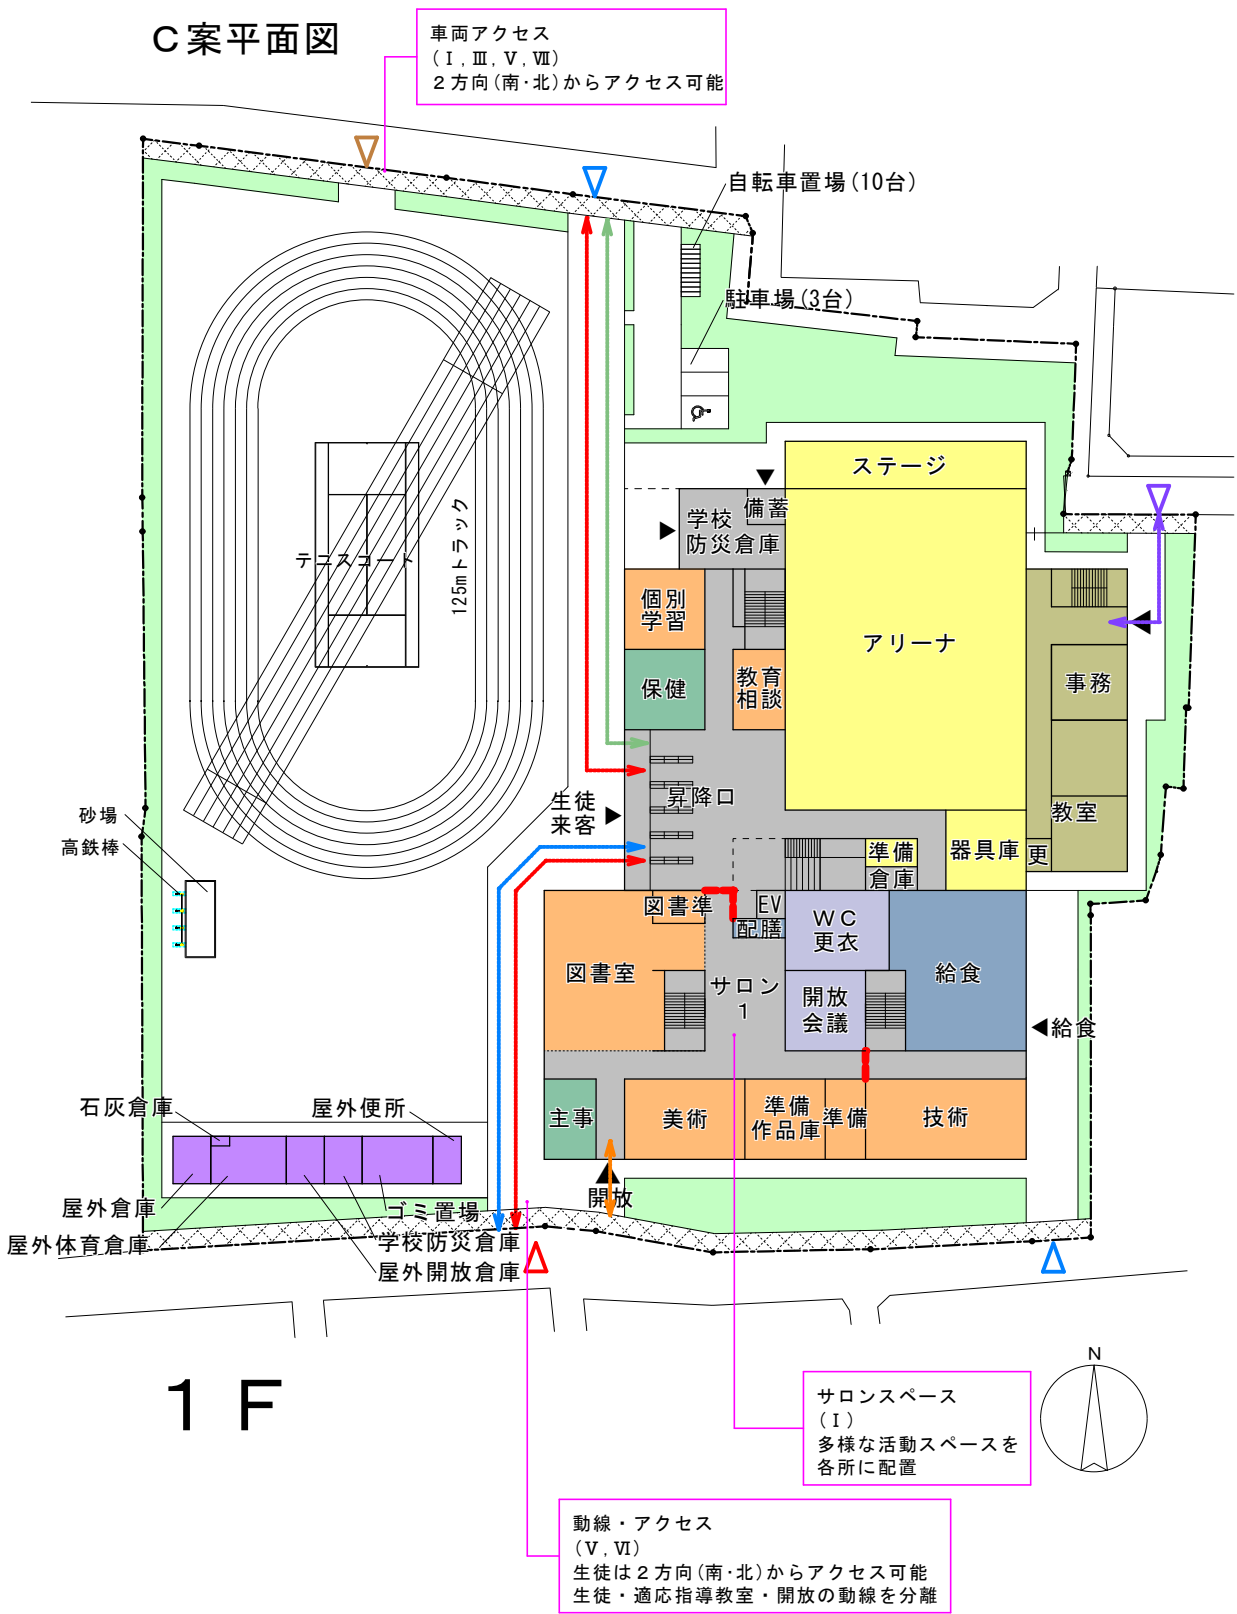 C案平面図
車両アクセス
(Ⅰ,Ⅲ,Ⅴ,Ⅶ)
2方向(南・北)からアクセス可能
自転車置場(10台)
駐車場(3台)
ステージ
備蓄
学校
防災倉庫
テニスコート
125mトラック
個別
学習
アリーナ
保健
教育
相談
事務
昇降口
生徒
来客
教室
砂場
高鉄棒
準備
倉庫
器具庫
更
図書準
EV
配膳
WC
更衣
図書室
サロン
1
開放
会議
給食
給食
石灰倉庫
屋外便所
主事
美術
準備
作品庫
準備
技術
開放
屋外倉庫
ゴミ置場
屋外体育倉庫
学校防災倉庫
屋外開放倉庫
N
1F
サロンスペース
(Ⅰ)
多様な活動スペースを
各所に配置
動線・アクセス
(Ⅴ,Ⅵ)
生徒は2方向(南・北)からアクセス可能
生徒・適応指導教室・開放の動線を分離